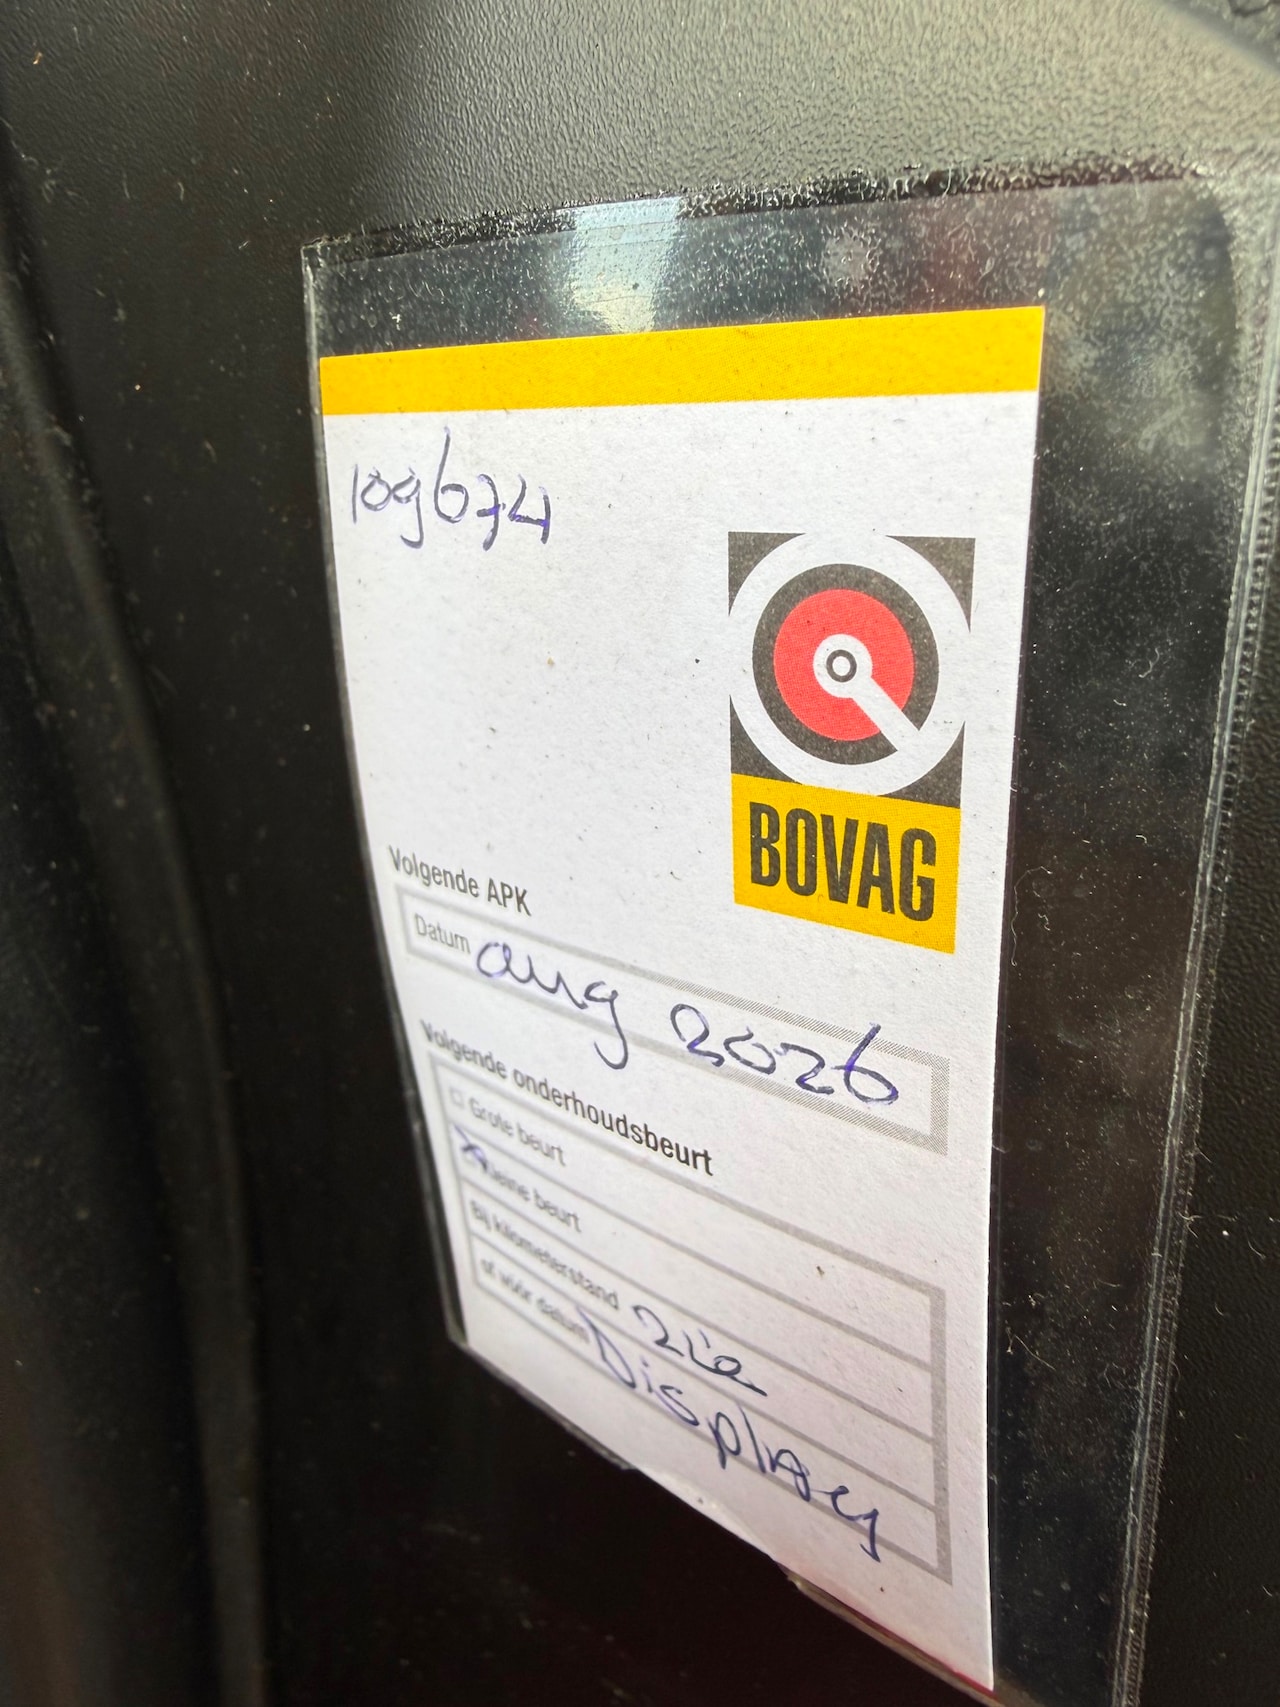 109674
BOVAG
Volgende APK
Datum aug 2026
Volgende onderhoudsbeurt
Grote beurt
Kleine beurt
Bij kilometerstand zie
of vóór datum Display